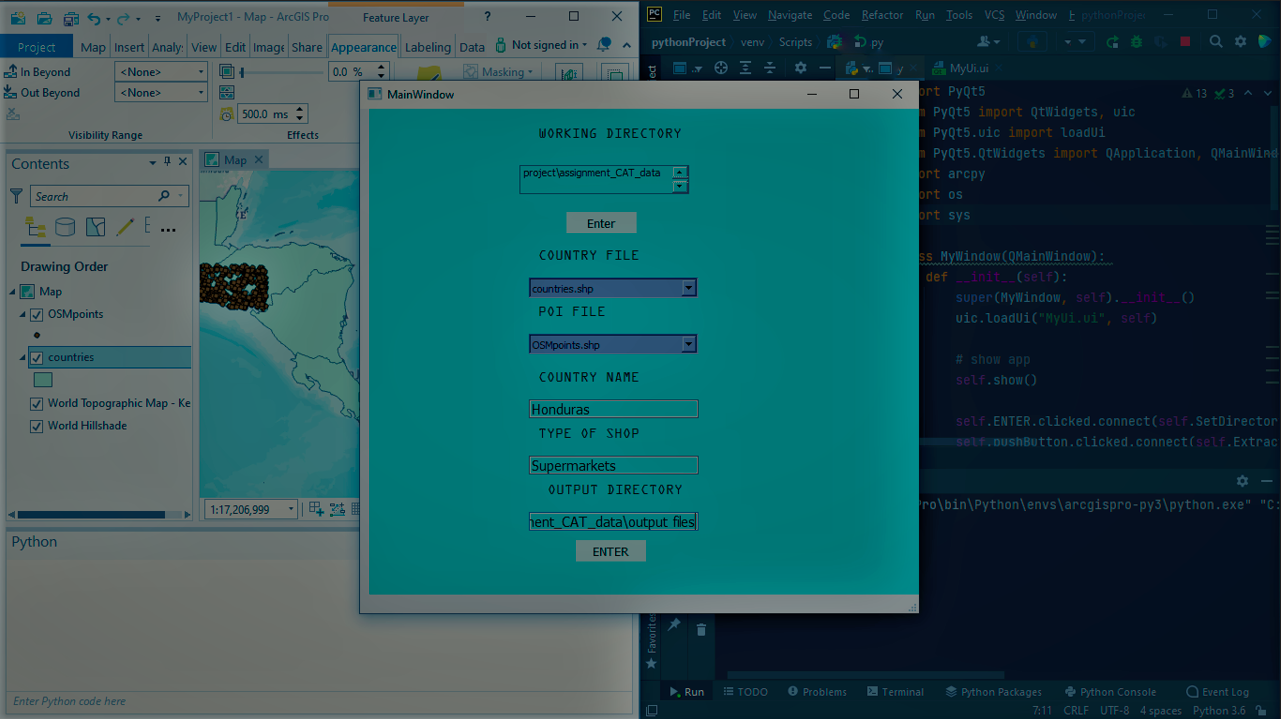 MyProject1 - Map - ArcGIS Pro
Feature Layer
?
Project Map Insert Analy: View Edit Imag Share Appearance Labeling Data Not signed in
In Beyond <None>
Out Beyond <None>
0.0 %
Masking
500.0 ms
Visibility Range
Effects
Contents
Search
Drawing Order
Map
OSMpoints
countries
World Topographic Map - Ke
World Hillshade
Map
1:17,206,999
Python
Enter Python code here
MainWindow
WORKING DIRECTORY
project\assignment_CAT_data
Enter
COUNTRY FILE
countries.shp
POI FILE
OSMpoints.shp
COUNTRY NAME
Honduras
TYPE OF SHOP
Supermarkets
OUTPUT DIRECTORY
nent_CAT_data\output files
ENTER
PC File Edit View Navigate Code Refactor Run Tools VCS Window pythonProje
pythonProject venv Scripts .py
y MyUi.ui
ort PyQt5
PyQt5 import QtWidgets, uic
PyQt5.uic import loadUi
PyQt5.QtWidgets import QApplication, QMainWind
ort arcpy
ort os
ort sys
13 3
ss MyWindow(QMainWindow):
def __init__(self):
super(MyWindow, self).__init__()
uic.loadUi("MyUi.ui", self)
# show app
self.show()
self.ENTER.clicked.connect(self.SetDirector
self.pushButton.clicked.connect(self.Extrac
Pro\bin\Python\envs\arcgispro-py3\python.exe" "C:
Favorites
Run TODO Problems Terminal Python Packages Python Console Event Log
7:11 CRLF UTF-8 4 spaces Python 3.6